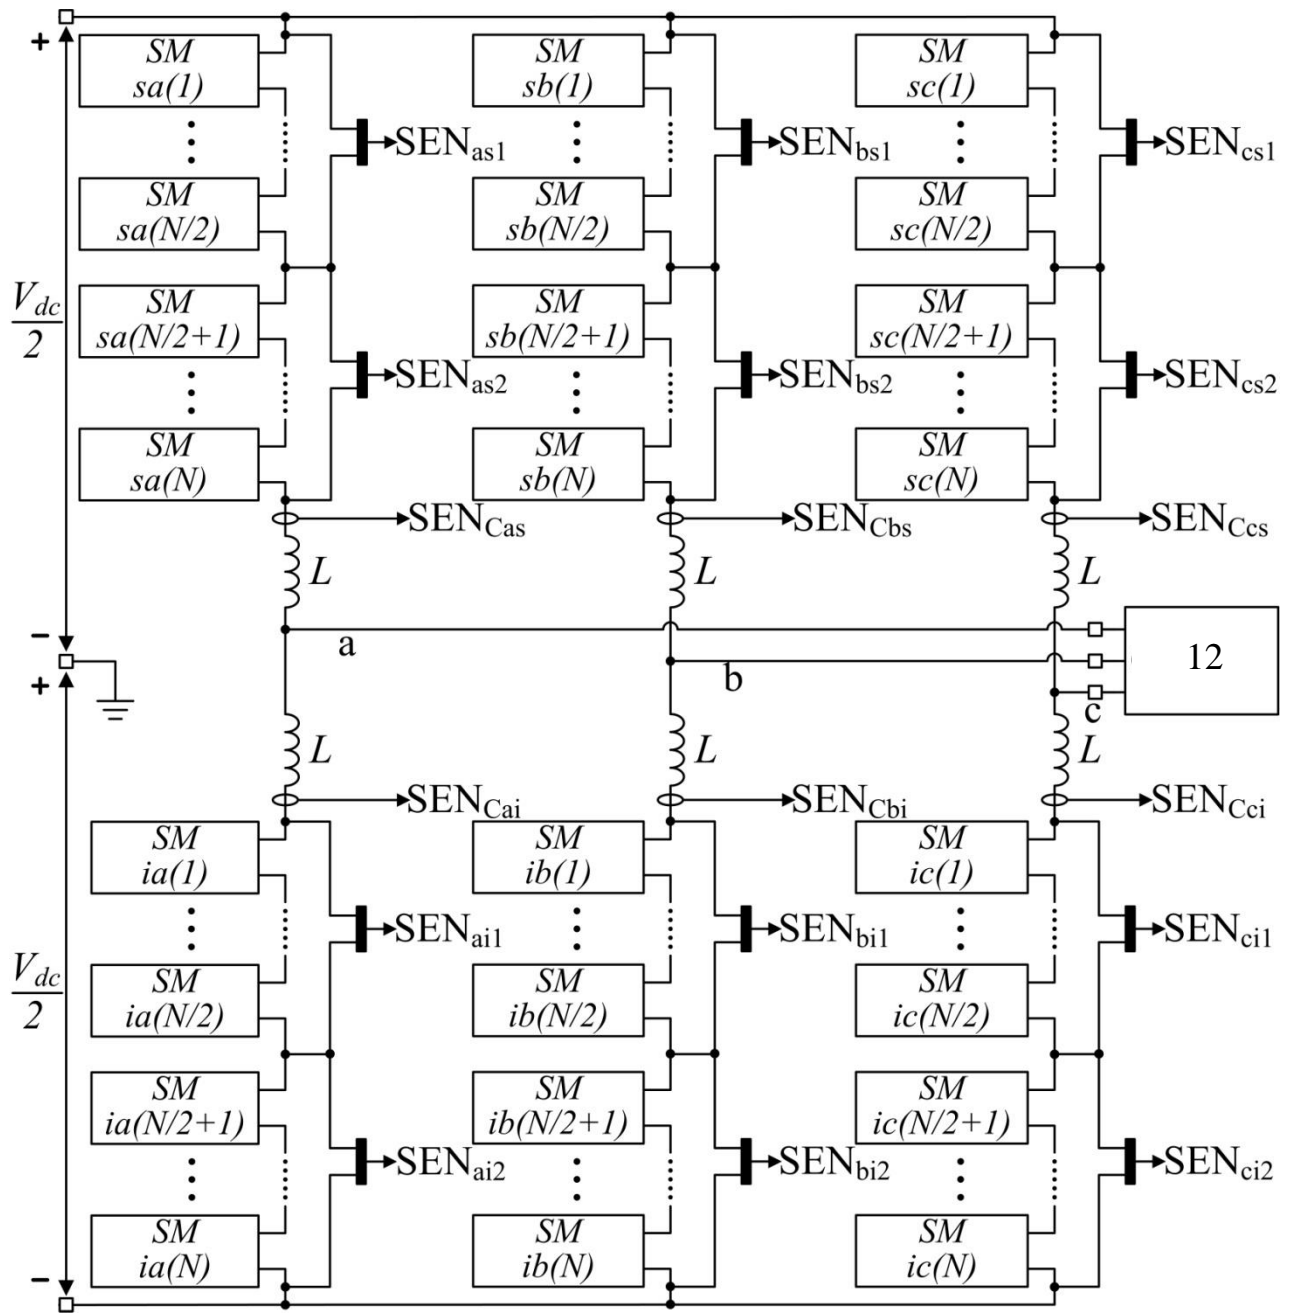 +
SM
sa(1)
SM
sb(1)
SM
sc(1)
SEN_as1
SEN_bs1
SEN_cs1
SM
sa(N/2)
SM
sb(N/2)
SM
sc(N/2)
V_dc
2
SM
sa(N/2+1)
SM
sb(N/2+1)
SM
sc(N/2+1)
SEN_as2
SEN_bs2
SEN_cs2
SM
sa(N)
SM
sb(N)
SM
sc(N)
SEN_Cas
SEN_Cbs
SEN_Ccs
L
L
L
−
a
12
+
b
c
L
L
L
SEN_Cai
SEN_Cbi
SEN_Cci
SM
ia(1)
SM
ib(1)
SM
ic(1)
SEN_ai1
SEN_bi1
SEN_ci1
V_dc
2
SM
ia(N/2)
SM
ib(N/2)
SM
ic(N/2)
SM
ia(N/2+1)
SM
ib(N/2+1)
SM
ic(N/2+1)
SEN_ai2
SEN_bi2
SEN_ci2
SM
ia(N)
SM
ib(N)
SM
ic(N)
−